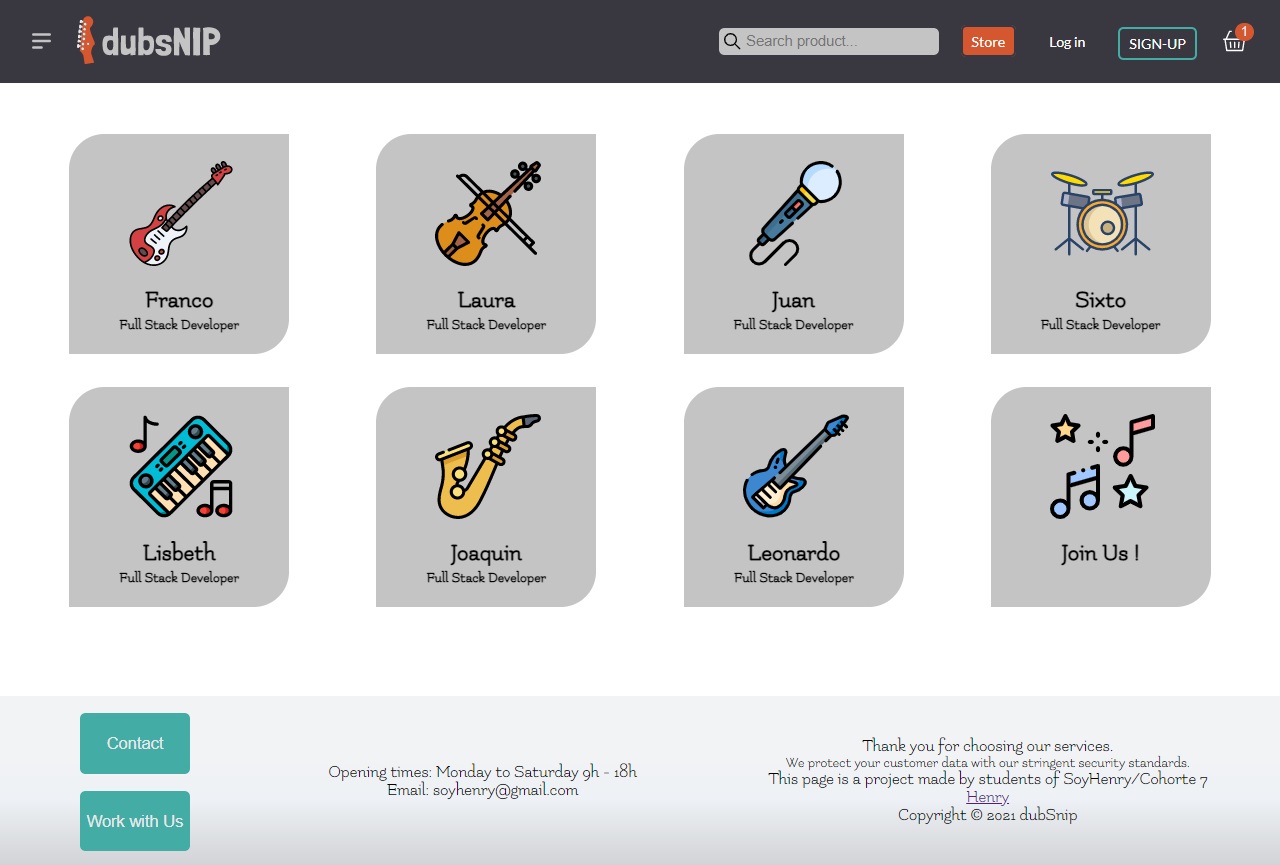 dubsNIP
Search product...
Store
Log in
SIGN-UP
1
Franco
Full Stack Developer
Laura
Full Stack Developer
Juan
Full Stack Developer
Sixto
Full Stack Developer
Lisbeth
Full Stack Developer
Joaquin
Full Stack Developer
Leonardo
Full Stack Developer
Join Us !
Contact
Work with Us
Opening times: Monday to Saturday 9h - 18h
Email: soyhenry@gmail.com
Thank you for choosing our services.
We protect your customer data with our stringent security standards.
This page is a project made by students of SoyHenry/Cohorte 7
Henry
Copyright © 2021 dubSnip